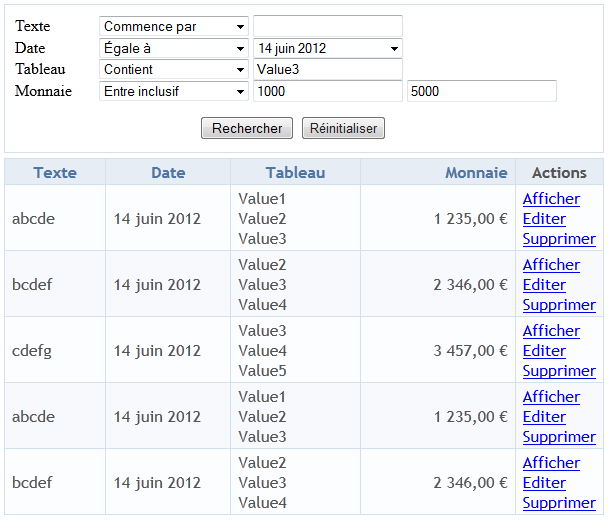 Texte Commence par
Date Égale à 14 juin 2012
Tableau Contient Value3
Monnaie Entre inclusif 1000 5000
Rechercher Réinitialiser
Texte Date Tableau Monnaie Actions
Value1 Afficher
abcde 14 juin 2012 Value2 1 235,00 € Editer
Value3 Supprimer
Value2 Afficher
bcdef 14 juin 2012 Value3 2 346,00 € Editer
Value4 Supprimer
Value3 Afficher
cdefg 14 juin 2012 Value4 3 457,00 € Editer
Value5 Supprimer
Value1 Afficher
abcde 14 juin 2012 Value2 1 235,00 € Editer
Value3 Supprimer
Value2 Afficher
bcdef 14 juin 2012 Value3 2 346,00 € Editer
Value4 Supprimer